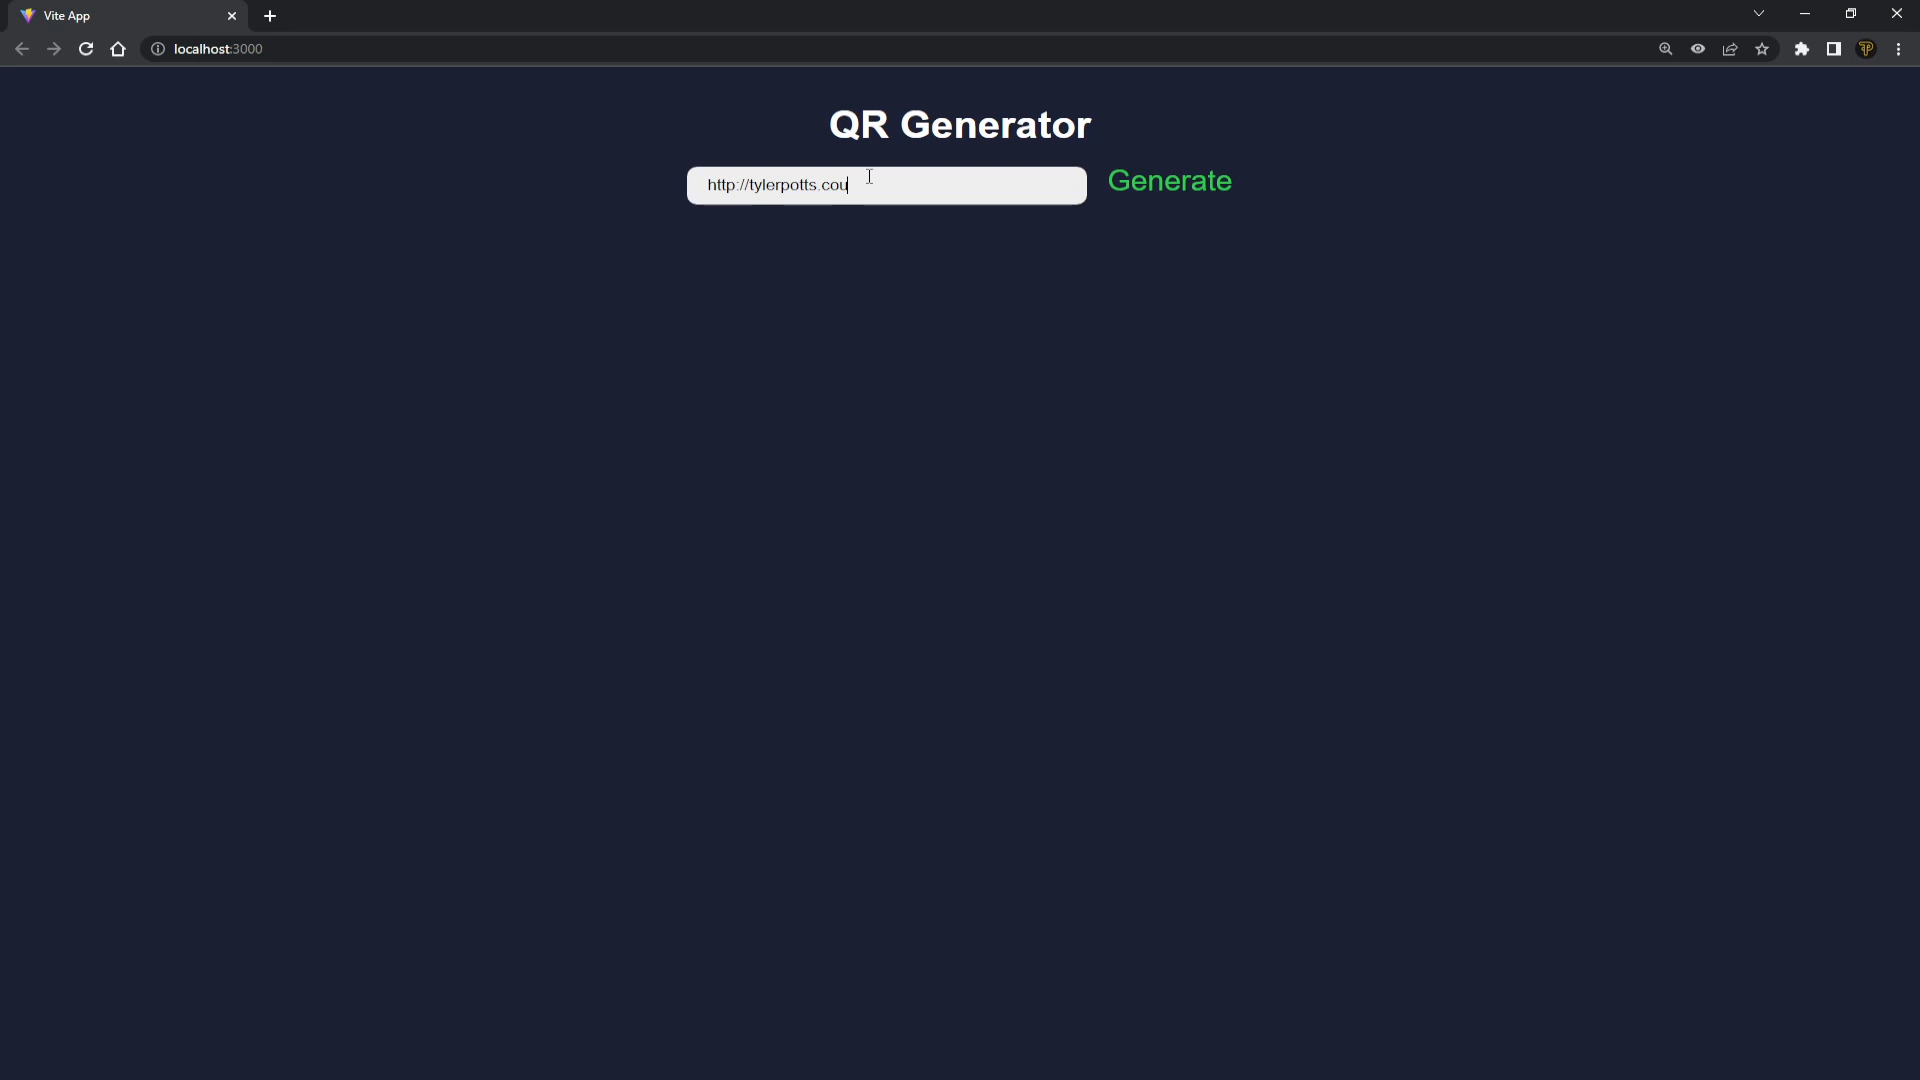 Vite App
localhost:3000
QR Generator
http://tylerpotts.cou
Generate